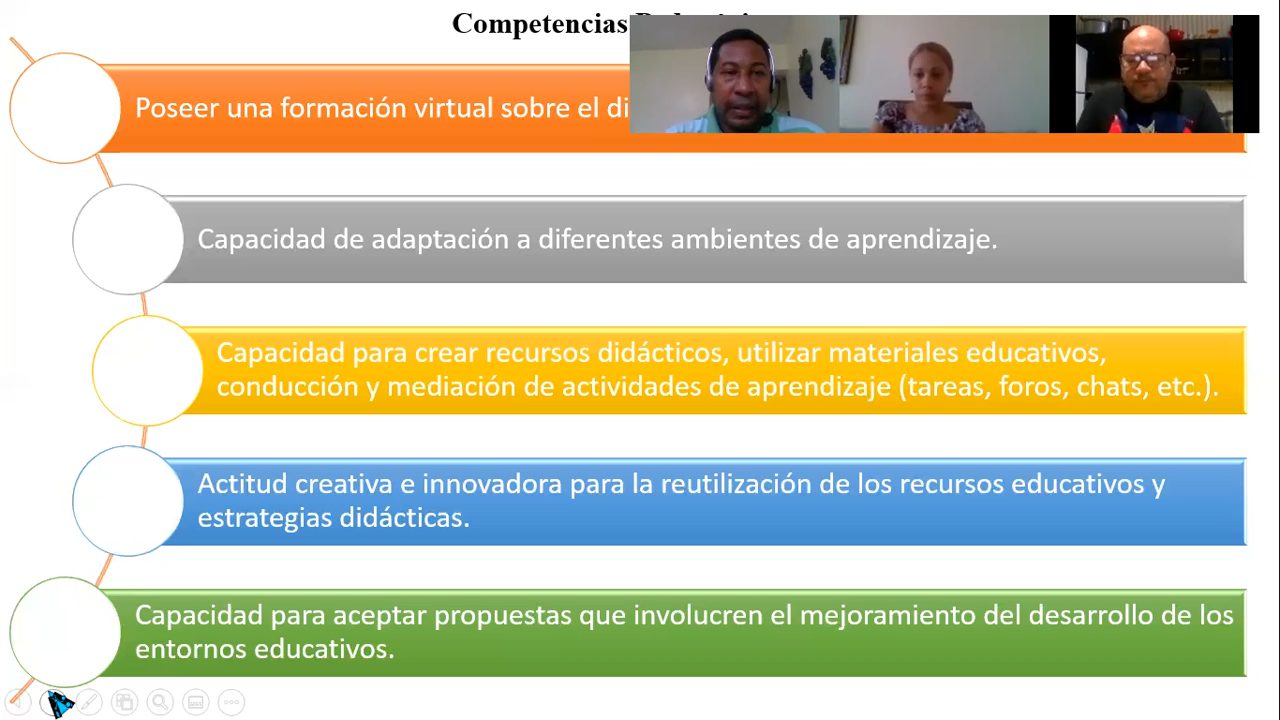 Competencias
Poseer una formación virtual sobre el
Capacidad de adaptación a diferentes ambientes de aprendizaje.
Capacidad para crear recursos didácticos, utilizar materiales educativos,
conducción y mediación de actividades de aprendizaje (tareas, foros, chats, etc.).
Actitud creativa e innovadora para la reutilización de los recursos educativos y
estrategias didácticas.
Capacidad para aceptar propuestas que involucren el mejoramiento del desarrollo de los
entornos educativos.